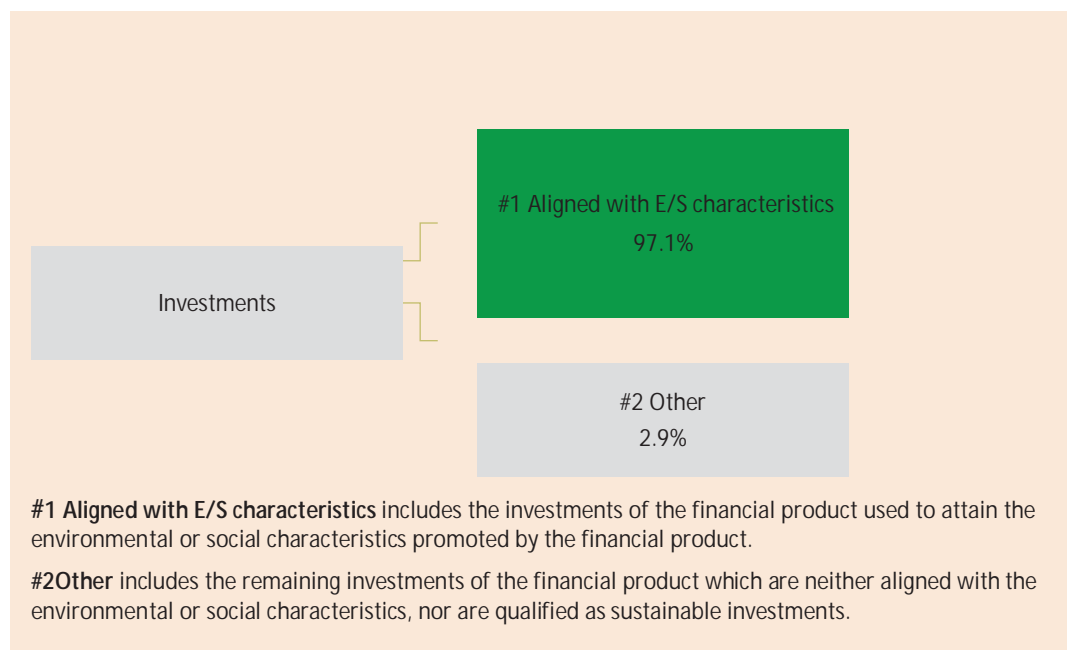 #1 Aligned with E/S characteristics
97.1%
Investments
#2 Other
2.9%
#1 Aligned with E/S characteristics includes the investments of the financial product used to attain the
environmental or social characteristics promoted by the financial product.
#2Other includes the remaining investments of the financial product which are neither aligned with the
environmental or social characteristics, nor are qualified as sustainable investments.